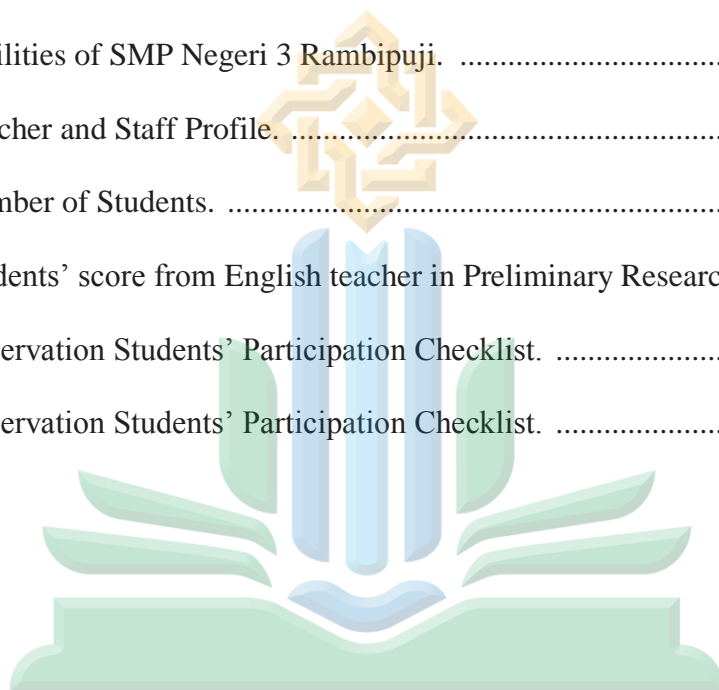 ilities of SMP Negeri 3 Rambipuji. ..................................
cher and Staff Profile. ........................................................
mber of Students. ...............................................................
dents’ score from English teacher in Preliminary Researc
ervation Students’ Participation Checklist. .....................
ervation Students’ Participation Checklist. .....................